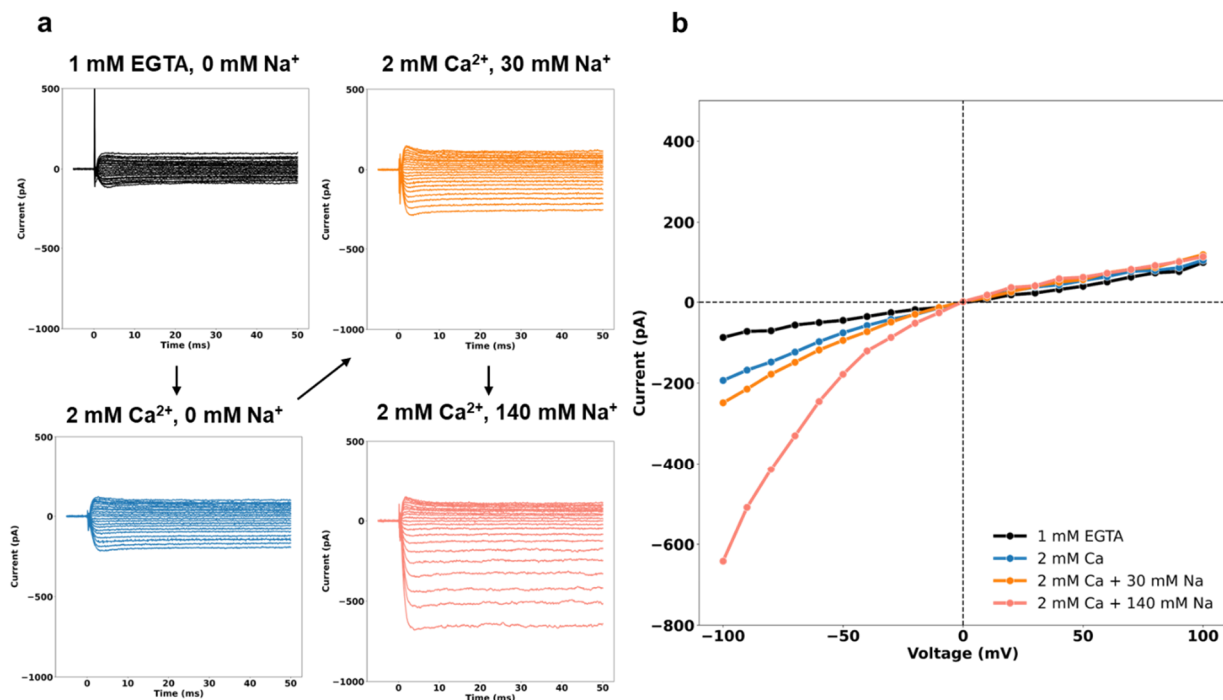 a
b
1 mM EGTA, 0 mM Na⁺
2 mM Ca²⁺, 30 mM Na⁺
500
0
−500
−1000
Current (pA)
0 10 20 30 40 50
Time (ms)
500
0
−500
−1000
Current (pA)
0 10 20 30 40 50
Time (ms)
2 mM Ca²⁺, 0 mM Na⁺
2 mM Ca²⁺, 140 mM Na⁺
500
0
−500
−1000
Current (pA)
0 10 20 30 40 50
Time (ms)
500
0
−500
−1000
Current (pA)
0 10 20 30 40 50
Time (ms)
400
200
0
−200
−400
−600
−800
Current (pA)
−100 −50 0 50 100
Voltage (mV)
1 mM EGTA
2 mM Ca
2 mM Ca + 30 mM Na
2 mM Ca + 140 mM Na